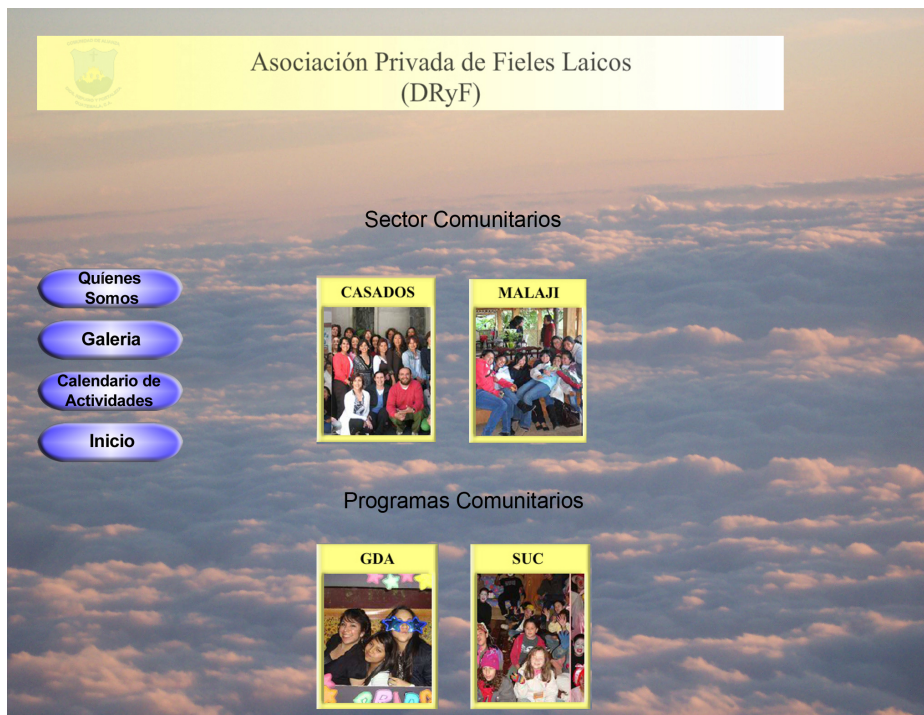 Asociación Privada de Fieles Laicos
(DRyF)
Sector Comunitarios
Quíenes
Somos
Galeria
Calendario de
Actividades
Inicio
CASADOS
MALAJI
Programas Comunitarios
GDA
SUC